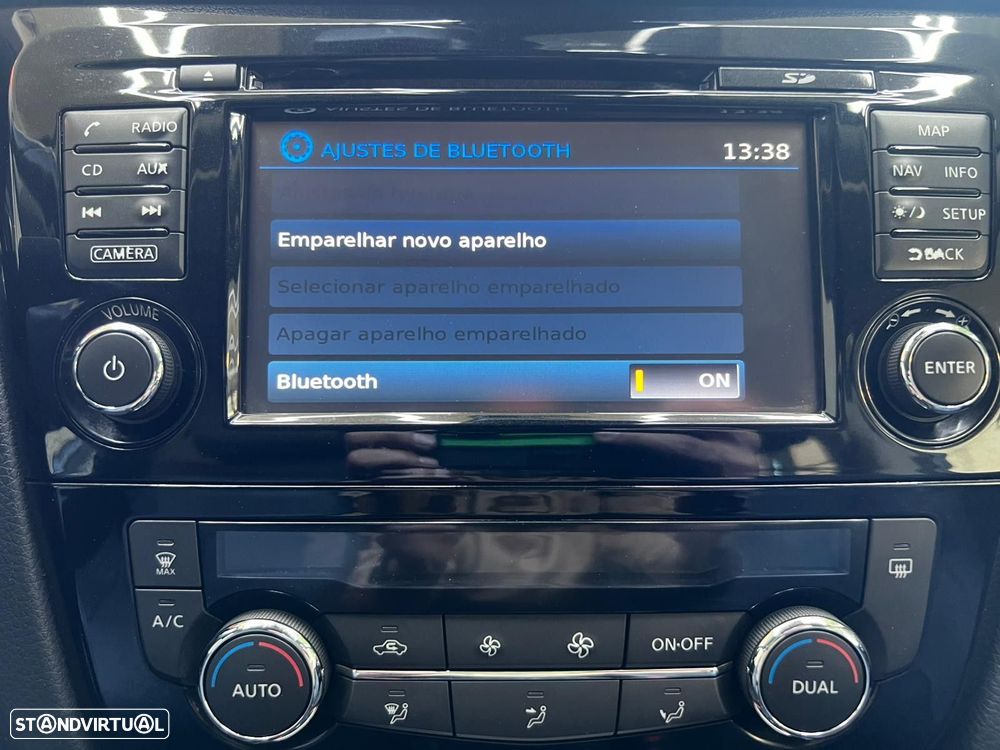 SD
RADIO
CD AUX
CAMERA
VOLUME
AJUSTES DE BLUETOOTH 13:38
Emparelhar novo aparelho
Selecionar aparelho emparelhado
Apagar aparelho emparelhado
Bluetooth ON
MAP
NAV INFO
SETUP
BACK
ENTER
MAX
A/C
AUTO
ON·OFF
DUAL
STANDVIRTUAL